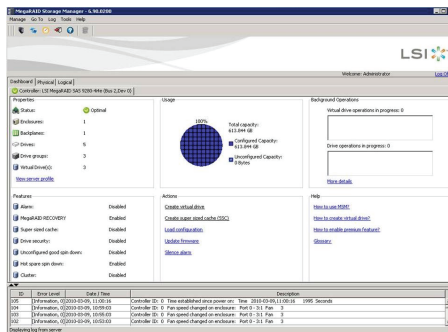 MegaRAID Storage Manager - 6.90.0200
Manage Go To Log Tools Help
LSI
Welcome: Administrator
Log Of
Dashboard Physical Logical
Controller: LSI MegaRAID SAS 9280-4i4e (Bus 2,Dev 0)
Properties
Status: Optimal
Enclosures: 1
Backplanes: 1
Drives: 5
Drive groups: 3
Virtual Drive(s): 3
View server profile
Usage
100%
Total capacity:
613.844 GB
Configured Capacity:
613.844 GB
Unconfigured Capacity:
0 Bytes
Background Operations
Virtual drive operations in progress: 0
Drive operations in progress: 0
More details
Features
Alarm: Disabled
MegaRAID RECOVERY Enabled
Super sized cache: Disabled
Drive security: Disabled
Unconfigured good spin down: Disabled
Hot spare spin down: Enabled
Cluster: Disabled
Actions
Create virtual drive
Create super sized cache (SSC)
Load configuration
Update firmware
Silence alarm
Help
How to use MSM?
How to create virtual drive?
How to enable premium feature?
Glossary
ID Error Level Date / Time Description
105 [Information, 0] 2010-03-09, 11:08:16 Controller ID: 0 Time established since power on: Time 2010-03-09,11:08:16 1995 Seconds
104 [Information, 0] 2010-03-09, 10:59:03 Controller ID: 0 Fan speed changed on enclosure: Port 0 - 3:1 Fan 3
103 [Information, 0] 2010-03-09, 10:55:03 Controller ID: 0 Fan speed changed on enclosure: Port 0 - 3:1 Fan 3
102 [Information, 0] 2010-03-09, 10:53:03 Controller ID: 0 Fan speed changed on enclosure: Port 0 - 3:1 Fan 3
Displaying log from server